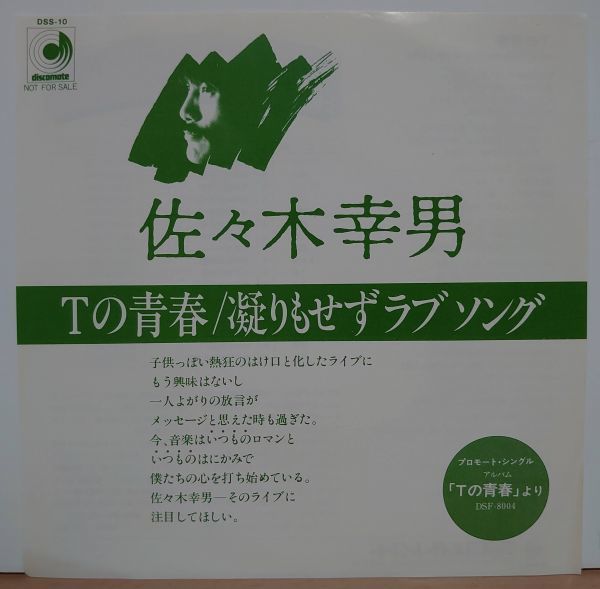 DSS-10
discomate
NOT FOR SALE
佐々木幸男
Tの青春/凝りもせずラブソング
子供っぽい熱狂のはけ口と化したライブに
もう興味はないし
一人よがりの放言が
メッセージと思えた時も過ぎた。
今、音楽はいつものロマンと
いつものはにかみで
僕たちの心を打ち始めている。
佐々木幸男—そのライブに
注目してほしい。
プロモート・シングル
アルバム
「Tの青春」より
DSF-8004